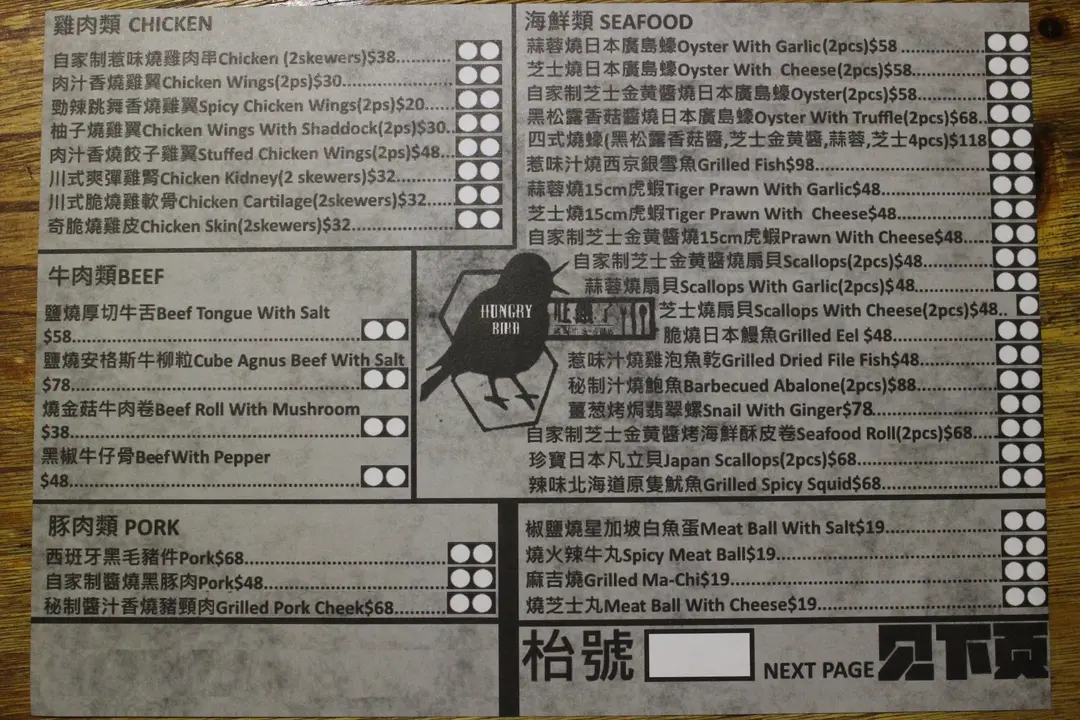 雞肉類 CHICKEN
自家制惹味燒雞肉串Chicken (2skewers)$38
肉汁香燒雞翼Chicken Wings(2ps)$30
勁辣跳舞香燒雞翼Spicy Chicken Wings(2ps)$20
柚子燒雞翼Chicken Wings With Shaddock(2ps)$30
肉汁香燒餃子雞翼Stuffed Chicken Wings(2ps)$48
川式爽彈雞腎Chicken Kidney(2 skewers)$32
川式脆燒雞軟骨Chicken Cartilage(2skewers)$32
奇脆燒雞皮Chicken Skin(2skewers)$32
牛肉類BEEF
鹽燒厚切牛舌Beef Tongue With Salt
$58
鹽燒安格斯牛柳粒Cube Agnus Beef With Salt
$78
燒金菇牛肉卷Beef Roll With Mushroom
$38
黑椒牛仔骨BeefWith Pepper
$48
豚肉類 PORK
西班牙黑毛豬件Pork$68
自家制醬燒黑豚肉Pork$48
秘制醬汁香燒豬頸肉Grilled Pork Cheek$68
海鮮類 SEAFOOD
蒜蓉燒日本廣島蠔Oyster With Garlic(2pcs)$58
芝士燒日本廣島蠔Oyster With Cheese(2pcs)$58
自家制芝士金黄醬燒日本廣島蠔Oyster(2pcs)$58
黑松露香菇醬燒日本廣島蠔Oyster With Truffle(2pcs)$68
四式燒蠔(黑松露香菇醬,芝士金黄醬,蒜蓉,芝士4pcs)$118
惹味汁燒西京銀雪魚Grilled Fish$98
蒜蓉燒15cm虎蝦Tiger Prawn With Garlic$48
芝士燒15cm虎蝦Tiger Prawn With Cheese$48
自家制芝士金黄醬燒15cm虎蝦Prawn With Cheese$48
自家制芝士金黄醬燒扇貝Scallops(2pcs)$48
蒜蓉燒扇貝Scallops With Garlic(2pcs)$48
芝士燒扇貝Scallops With Cheese(2pcs)$48
脆燒日本鰻魚Grilled Eel $48
惹味汁燒雞泡魚乾Grilled Dried File Fish$48
秘制汁燒鮑魚Barbecued Abalone(2pcs)$88
薑葱烤焗翡翠螺Snail With Ginger$78
自家制芝士金黄醬烤海鮮酥皮卷Seafood Roll(2pcs)$68
珍寶日本凡立貝Japan Scallops(2pcs)$68
辣味北海道原隻魷魚Grilled Spicy Squid$68
HUNGRY
BIRD
椒鹽燒星加坡白魚蛋Meat Ball With Salt$19
燒火辣牛丸Spicy Meat Ball$19
麻吉燒Grilled Ma-Chi$19
燒芝士丸Meat Ball With Cheese$19
枱號
NEXT PAGE 见下页